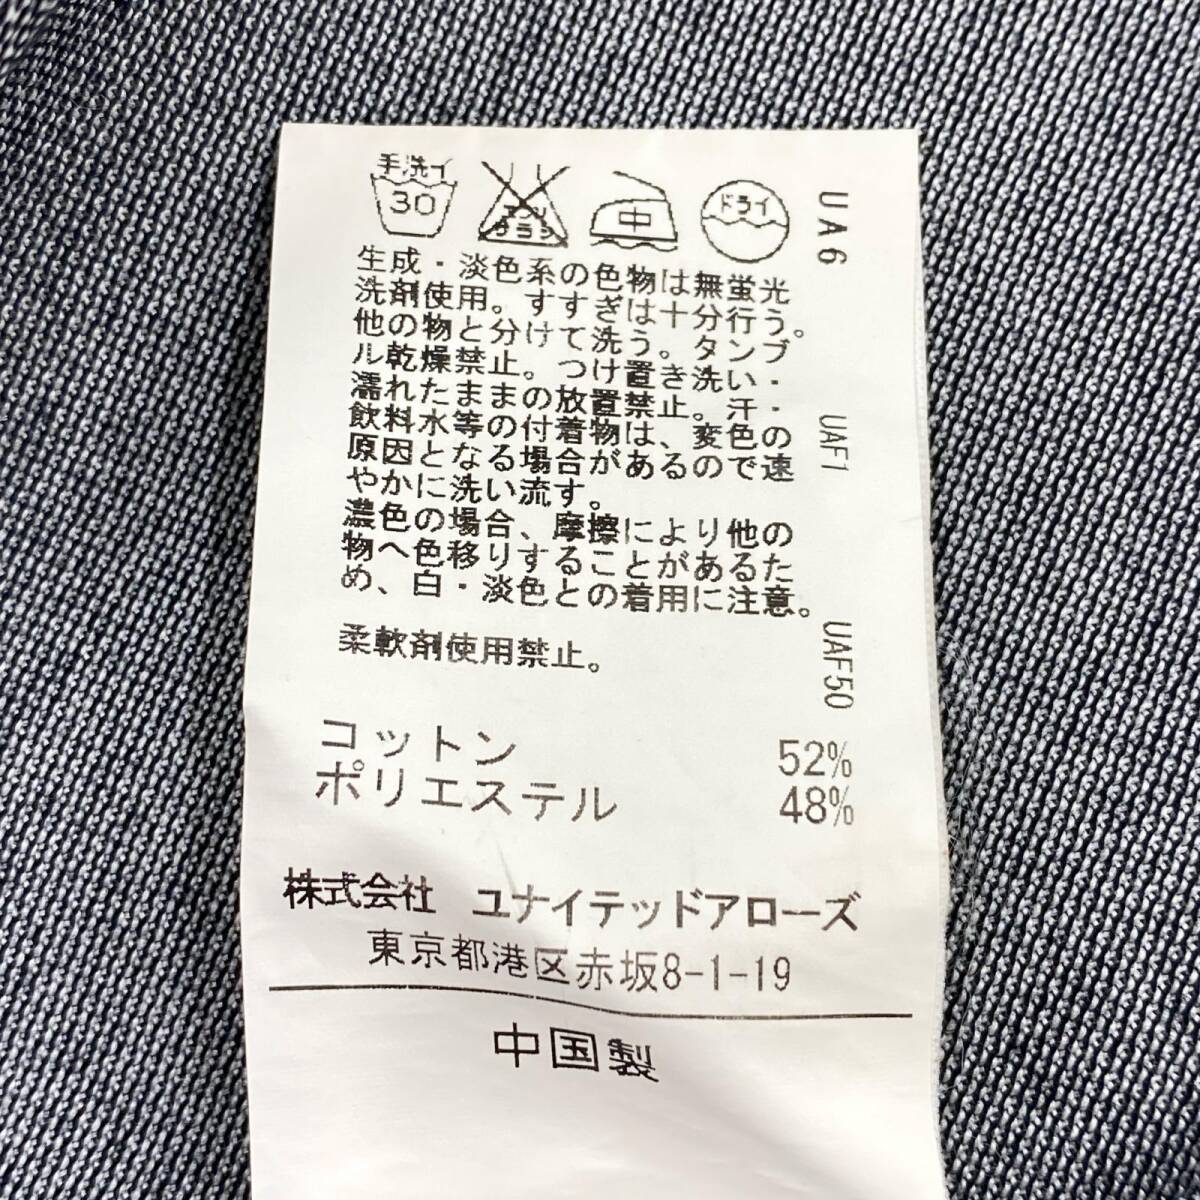 手洗イ
30
エンソ
サラシ
中
ドライ
生成・淡色系の色物は無蛍光
洗剤使用。すすぎは十分行う。
他の物と分けて洗う。タンブ
ル乾燥禁止。つけ置き洗い・
濡れたままの放置禁止。汗・
飲料水等の付着物は、変色の
原因となる場合があるので速
やかに洗い流す。
濃色の場合、摩擦により他の
物へ色移りすることがあるた
め、白・淡色との着用に注意。
柔軟剤使用禁止。
コットン 52%
ポリエステル 48%
株式会社 ユナイテッドアローズ
東京都港区赤坂8-1-19
中国製
UA6
UAF1
UAF50